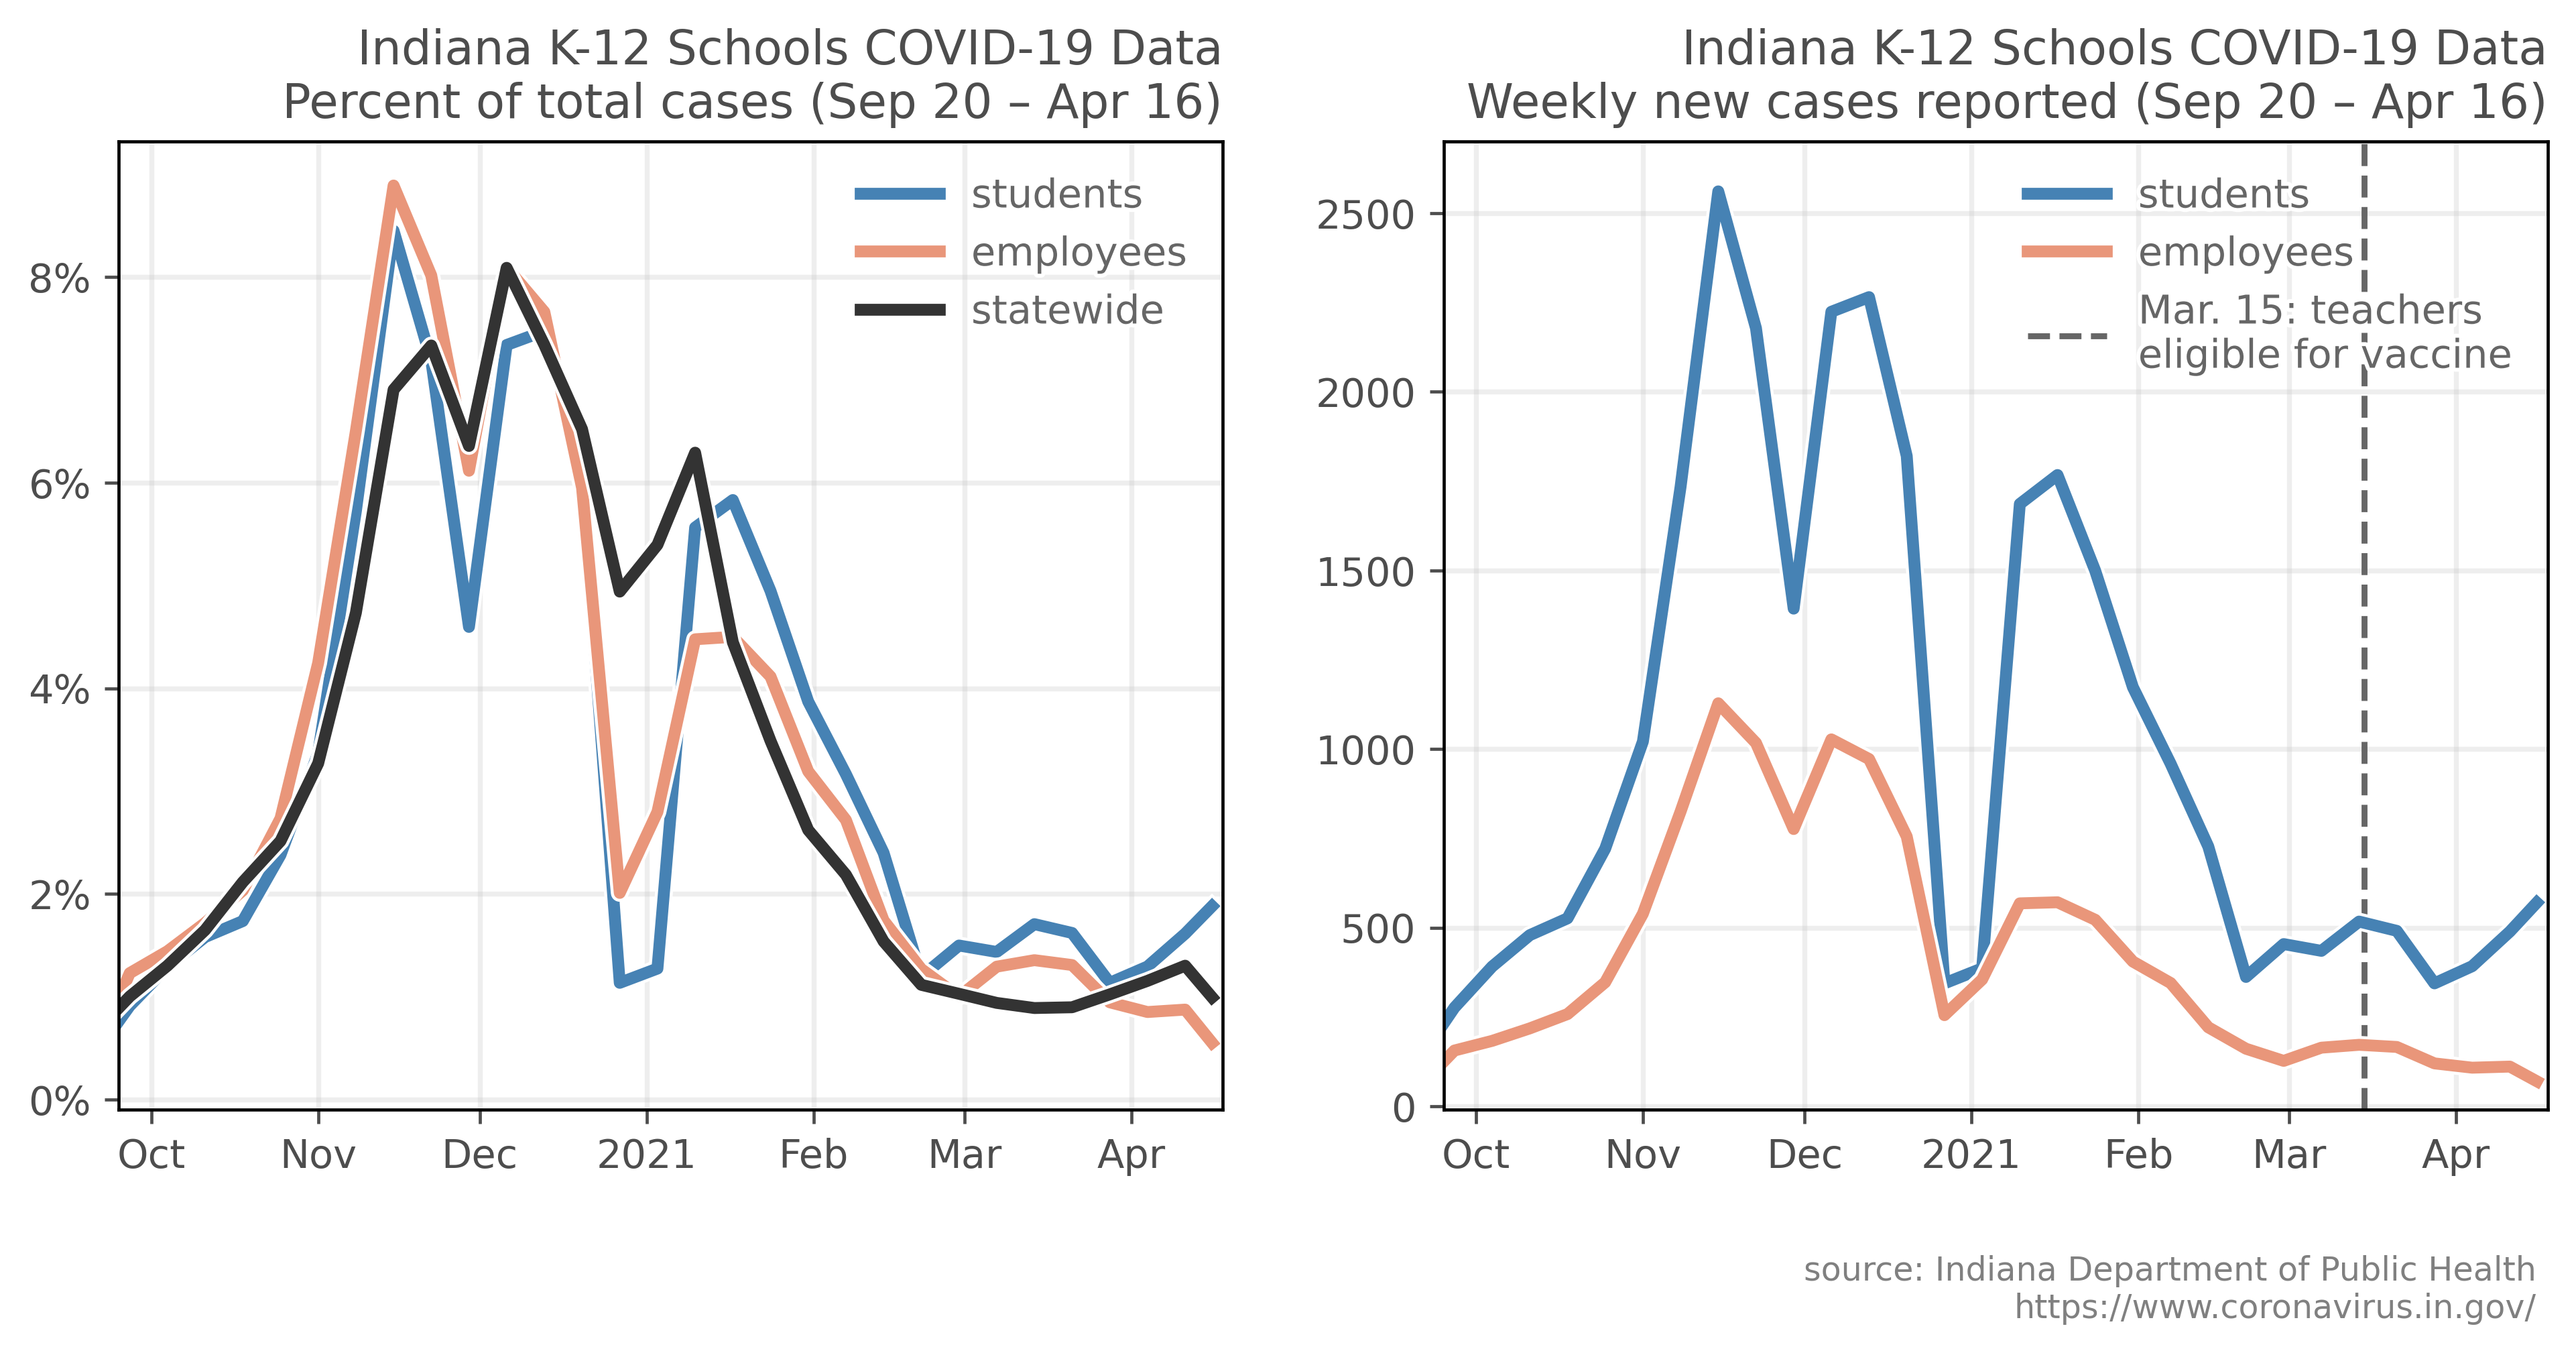 Indiana K-12 Schools COVID-19 Data
Percent of total cases (Sep 20 – Apr 16)
students
employees
statewide
8%
6%
4%
2%
0%
Oct
Nov
Dec
2021
Feb
Mar
Apr
Indiana K-12 Schools COVID-19 Data
Weekly new cases reported (Sep 20 – Apr 16)
students
employees
Mar. 15: teachers
eligible for vaccine
2500
2000
1500
1000
500
0
Oct
Nov
Dec
2021
Feb
Mar
Apr
source: Indiana Department of Public Health
https://www.coronavirus.in.gov/